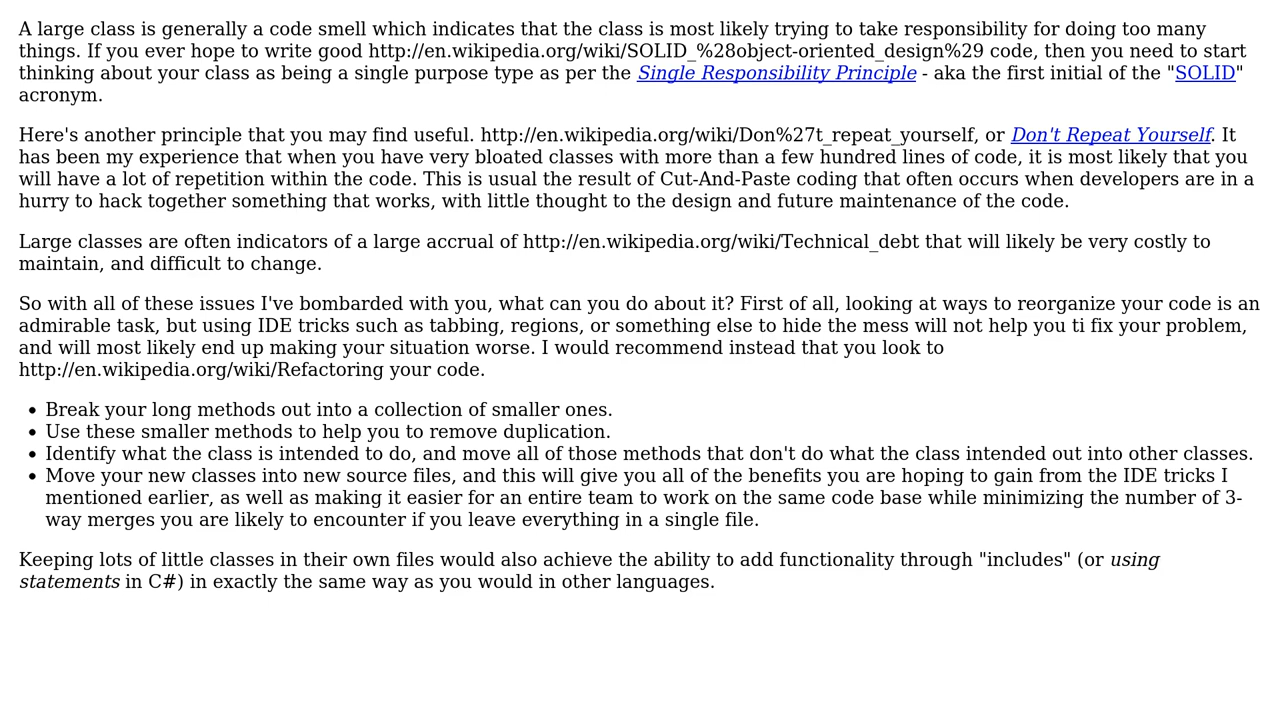 A large class is generally a code smell which indicates that the class is most likely trying to take responsibility for doing too many
things. If you ever hope to write good http://en.wikipedia.org/wiki/SOLID_%28object-oriented_design%29 code, then you need to start
thinking about your class as being a single purpose type as per the Single Responsibility Principle - aka the first initial of the "SOLID"
acronym.
Here's another principle that you may find useful. http://en.wikipedia.org/wiki/Don%27t_repeat_yourself, or Don't Repeat Yourself. It
has been my experience that when you have very bloated classes with more than a few hundred lines of code, it is most likely that you
will have a lot of repetition within the code. This is usual the result of Cut-And-Paste coding that often occurs when developers are in a
hurry to hack together something that works, with little thought to the design and future maintenance of the code.
Large classes are often indicators of a large accrual of http://en.wikipedia.org/wiki/Technical_debt that will likely be very costly to
maintain, and difficult to change.
So with all of these issues I've bombarded with you, what can you do about it? First of all, looking at ways to reorganize your code is an
admirable task, but using IDE tricks such as tabbing, regions, or something else to hide the mess will not help you ti fix your problem,
and will most likely end up making your situation worse. I would recommend instead that you look to
http://en.wikipedia.org/wiki/Refactoring your code.
• Break your long methods out into a collection of smaller ones.
• Use these smaller methods to help you to remove duplication.
• Identify what the class is intended to do, and move all of those methods that don't do what the class intended out into other classes.
• Move your new classes into new source files, and this will give you all of the benefits you are hoping to gain from the IDE tricks I
mentioned earlier, as well as making it easier for an entire team to work on the same code base while minimizing the number of 3-
way merges you are likely to encounter if you leave everything in a single file.
Keeping lots of little classes in their own files would also achieve the ability to add functionality through "includes" (or using
statements in C#) in exactly the same way as you would in other languages.